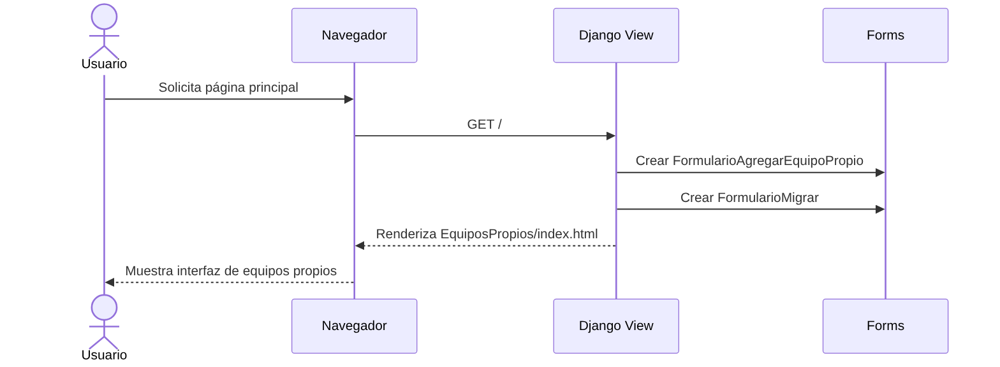 Usuario
Navegador
Django View
Forms
Solicita página principal
GET /
Crear FormularioAgregarEquipoPropio
Crear FormularioMigrar
Renderiza EquiposPropios/index.html
Muestra interfaz de equipos propios
Usuario
Navegador
Django View
Forms